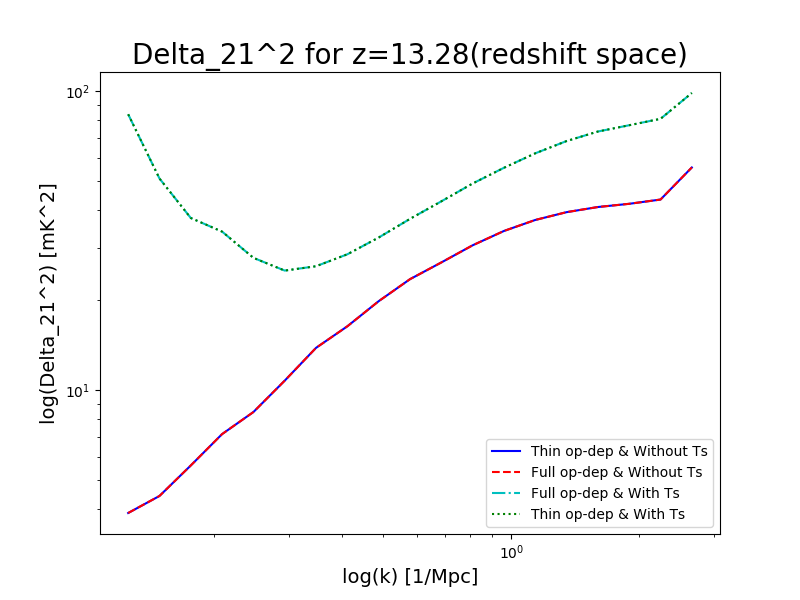 Delta_21^2 for z=13.28(redshift space)
log(Delta_21^2) [mK^2]
10^2
10^1
10^0
log(k) [1/Mpc]
Thin op-dep & Without Ts
Full op-dep & Without Ts
Full op-dep & With Ts
Thin op-dep & With Ts